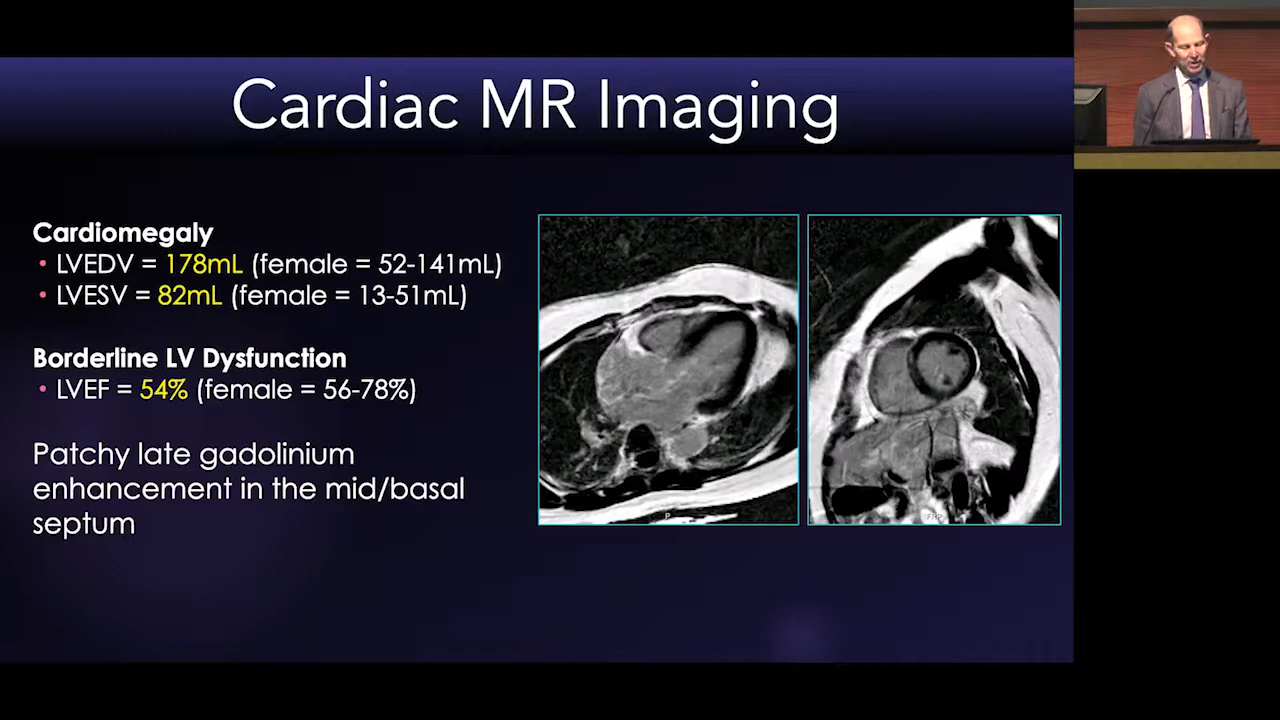 Cardiac MR Imaging
Cardiomegaly
• LVEDV = 178mL (female = 52-141mL)
• LVESV = 82mL (female = 13-51mL)
Borderline LV Dysfunction
• LVEF = 54% (female = 56-78%)
Patchy late gadolinium
enhancement in the mid/basal
septum
P